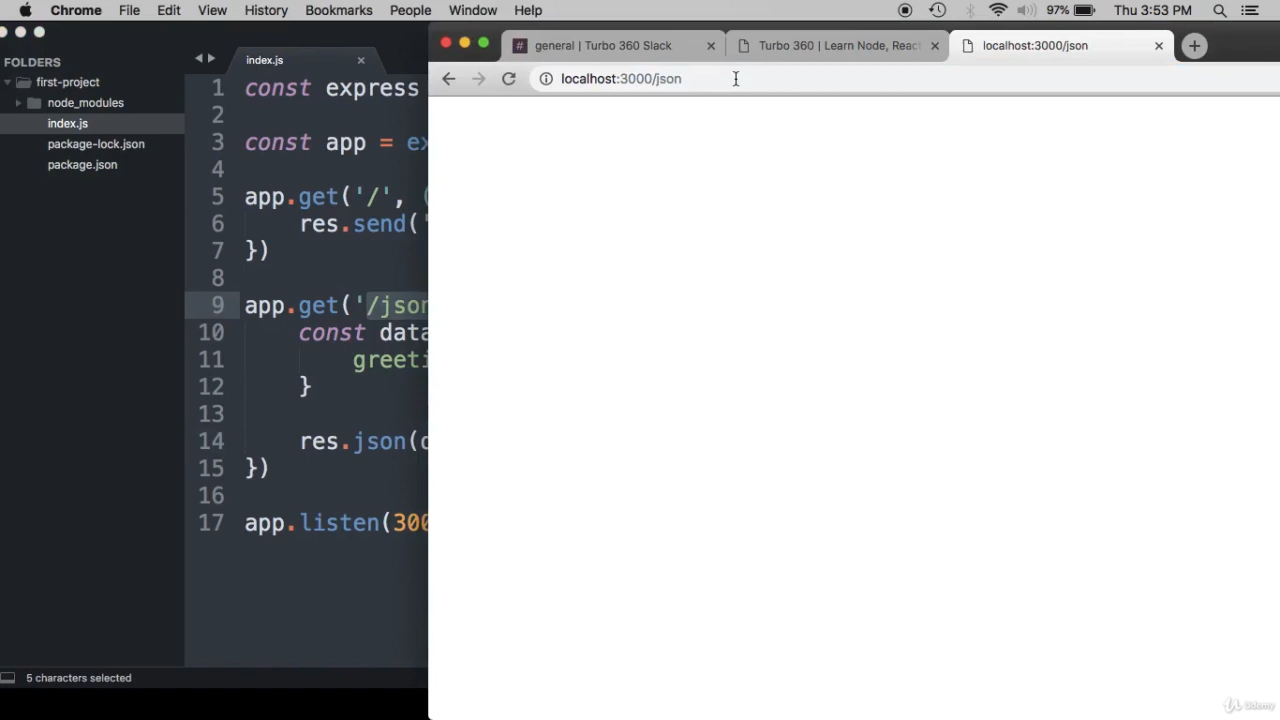 Chrome File Edit View History Bookmarks People Window Help 97% Thu 3:53 PM
general | Turbo 360 Slack
Turbo 360 | Learn Node, Reac
localhost:3000/json
localhost:3000/json
FOLDERS
first-project
node_modules
index.js
package-lock.json
package.json
index.js
1 const express
2
3 const app = ex
4
5 app.get('/', (
6 res.send('
7 })
8
9 app.get('/json
10 const data
11 greeti
12 }
13
14 res.json(d
15 })
16
17 app.listen(300
5 characters selected
Udemy